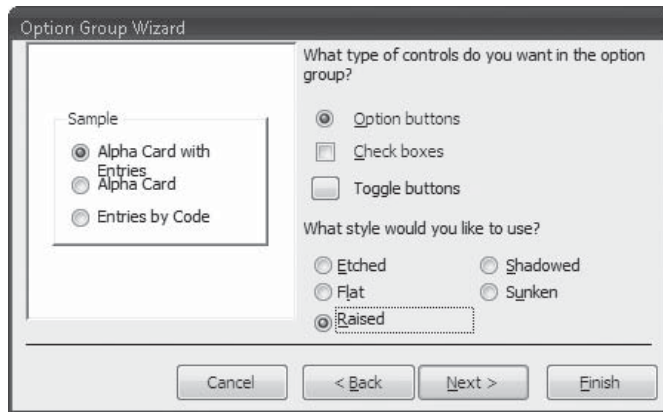 Option Group Wizard
What type of controls do you want in the option
group?
Sample
Alpha Card with
Entries
Alpha Card
Entries by Code
Option buttons
Check boxes
Toggle buttons
What style would you like to use?
Etched
Shadowed
Flat
Sunken
Raised
Cancel
< Back
Next >
Finish